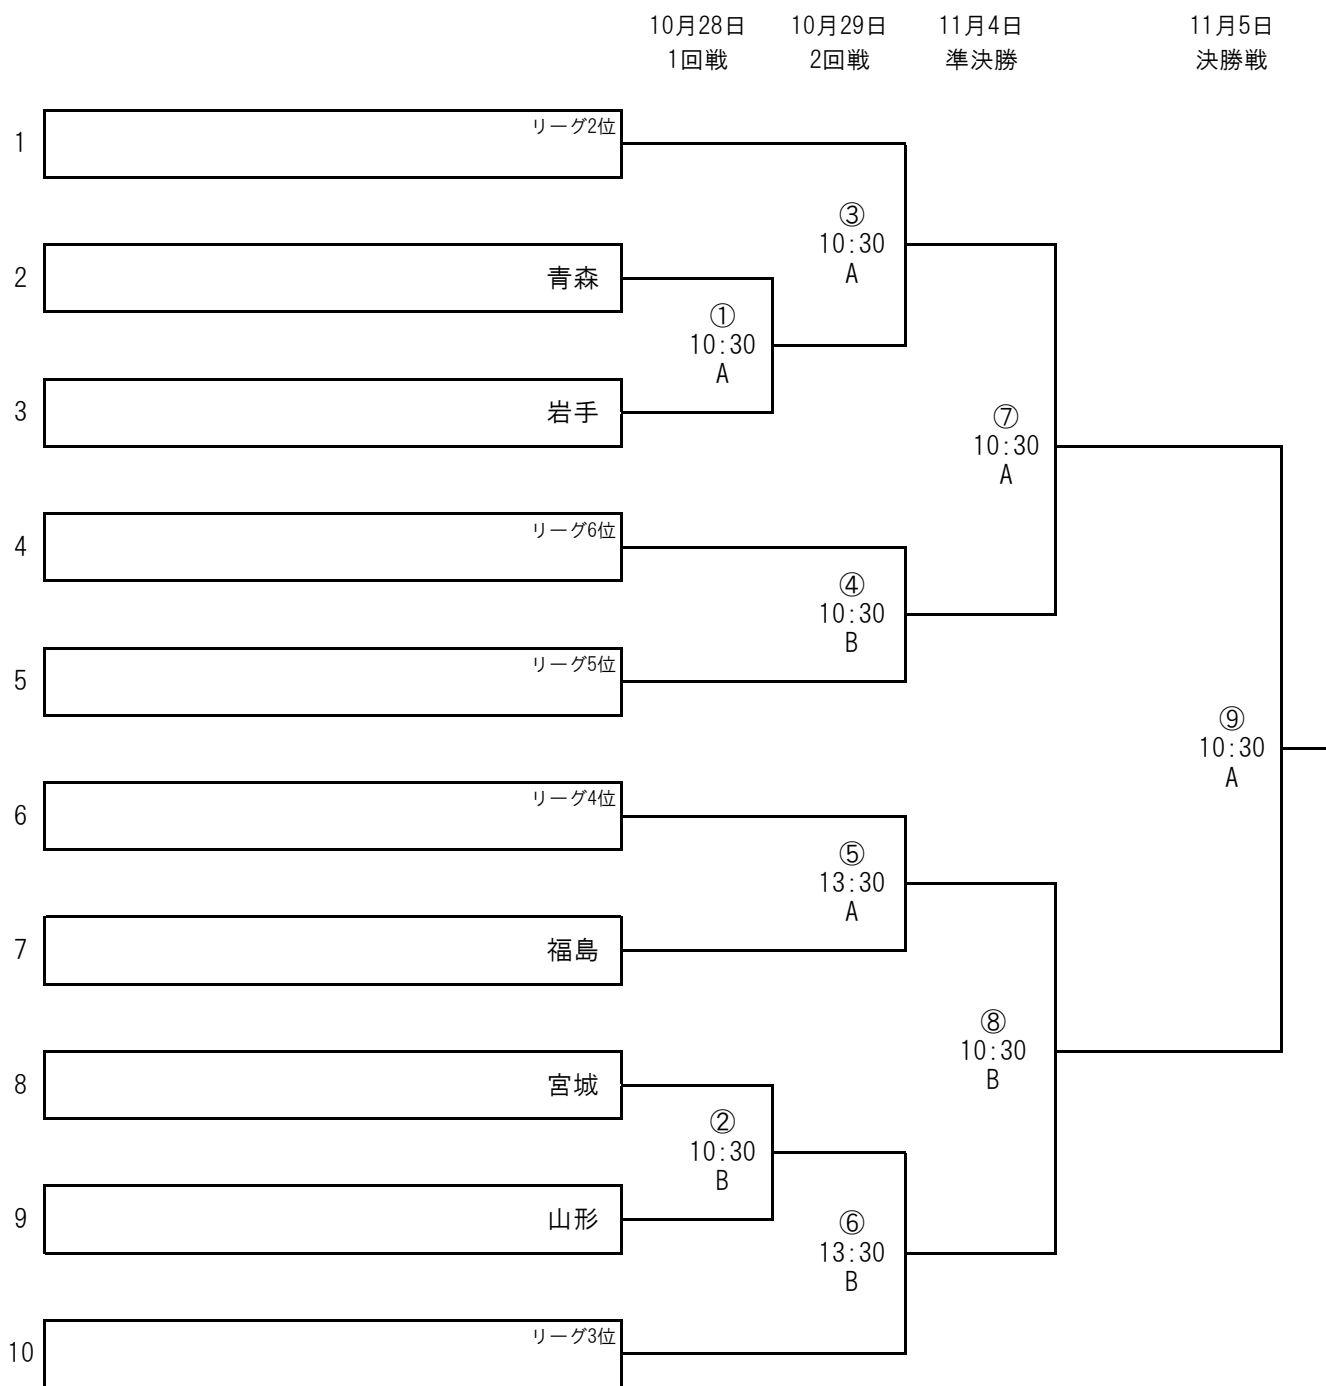 10月28日 10月29日 11月4日 11月5日
1回戦 2回戦 準決勝 決勝戦
1 リーグ2位
③
10:30
A
2 青森
①
10:30
A
3 岩手
⑦
10:30
A
4 リーグ6位
④
10:30
B
5 リーグ5位
⑨
10:30
A
6 リーグ4位
⑤
13:30
A
7 福島
⑧
10:30
B
8 宮城
②
10:30
B
9 山形
⑥
13:30
B
10 リーグ3位